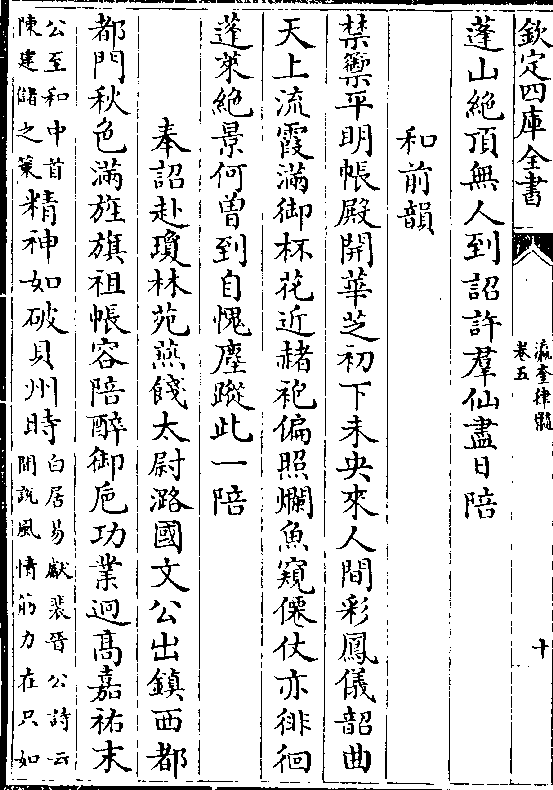 欽定四庫全書
瀛奎律髓
卷五
十
蓬山絶頂無人到詔許羣仙盡日陪
和前韻
禁籞平明帳殿開華芝初下未央來人間彩鳳儀韶曲
天上流霞滿御杯花近赭袍偏照爛魚窺僊仗亦徘徊
蓬萊絶景何曽到自愧塵蹤此一陪
奉詔赴瓊林苑燕餞太尉潞國文公出鎮西都
都門秋色滿旌旗祖帳容陪醉御巵功業迥髙嘉祐末
公至和中首
陳建儲之策
精神如破貝州時
白居易獻裴晉公詩云
聞說風情筋力在只如